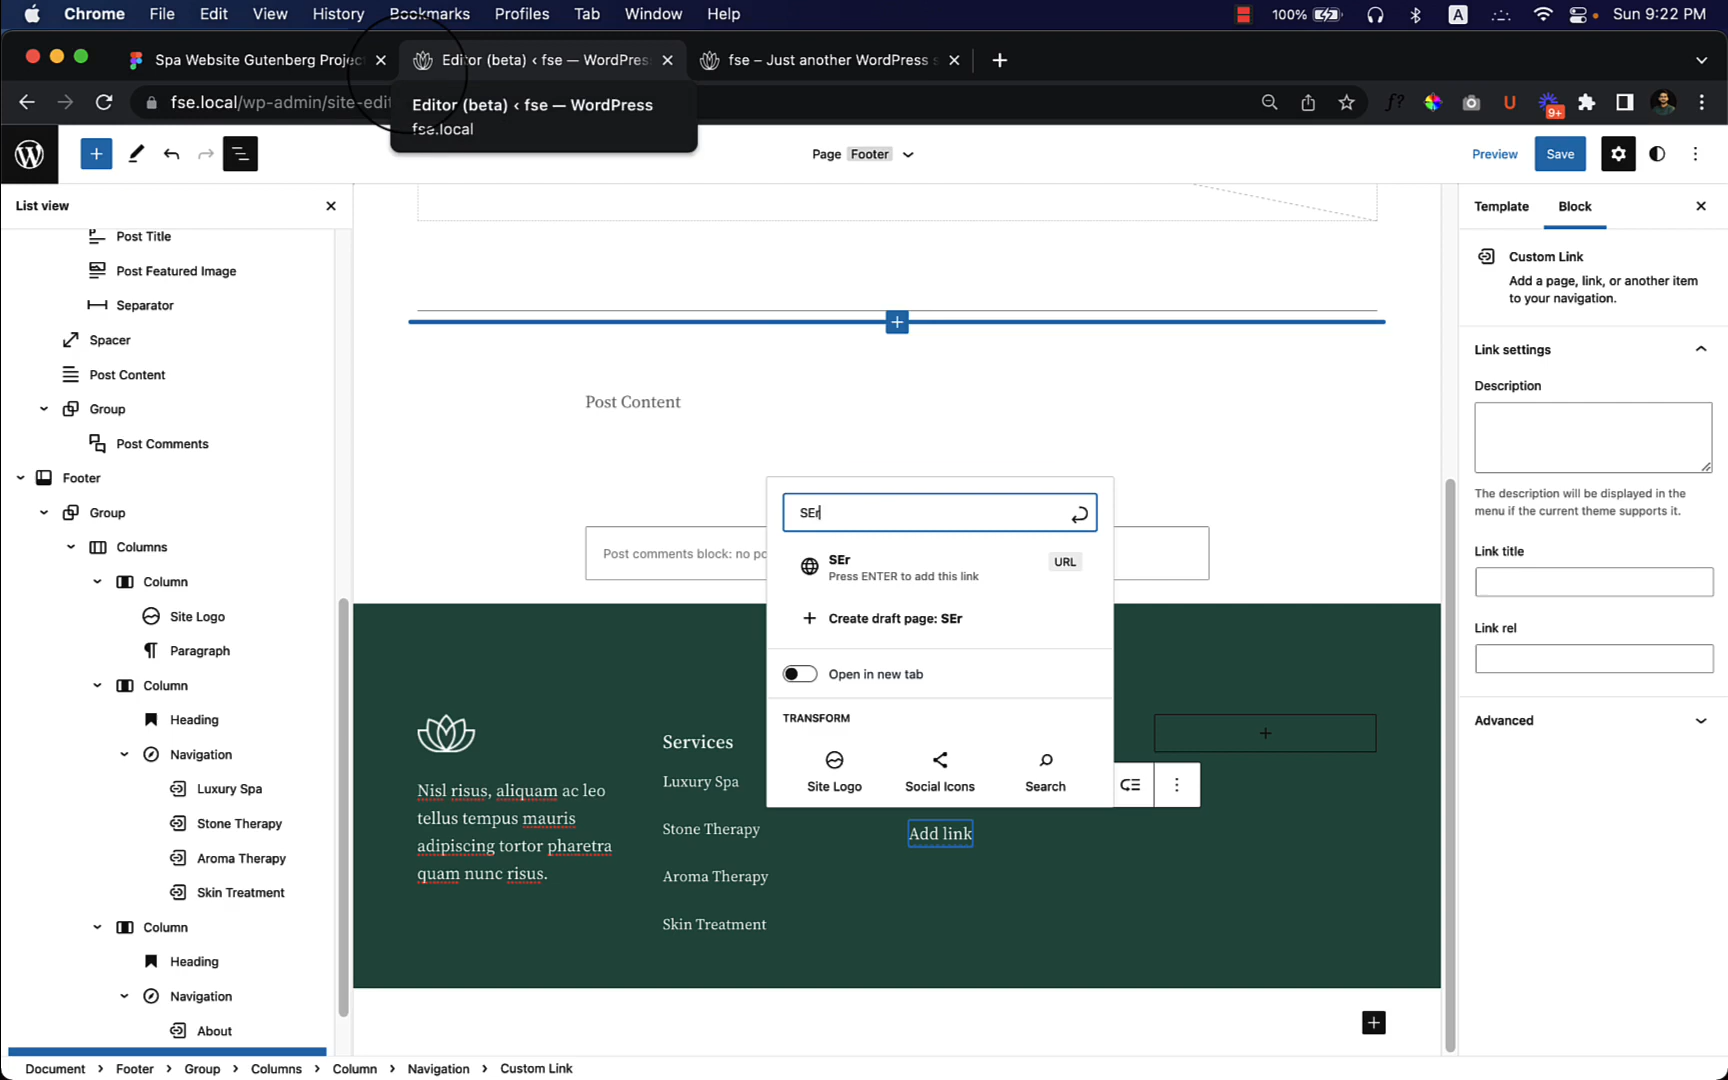 Chrome File Edit View History Bookmarks Profiles Tab Window Help 100% A Sun 9:22 PM
Spa Website Gutenberg Projec Editor (beta) ‹ fse — WordPress fse – Just another WordPress s
fse.local/wp-admin/site-edit f? U 9+
Editor (beta) ‹ fse — WordPress
fse.local
Page Footer Preview Save
List view
Post Title
Post Featured Image
Separator
Spacer
Post Content
Group
Post Comments
Footer
Group
Columns
Column
Site Logo
Paragraph
Column
Heading
Navigation
Luxury Spa
Stone Therapy
Aroma Therapy
Skin Treatment
Column
Heading
Navigation
About
Post Content
Post comments block: no po
SEr
SEr
Press ENTER to add this link
URL
Create draft page: SEr
Open in new tab
TRANSFORM
Site Logo Social Icons Search
Nisl risus, aliquam ac leo
tellus tempus mauris
adipiscing tortor pharetra
quam nunc risus.
Services
Luxury Spa
Stone Therapy
Aroma Therapy
Skin Treatment
Add link
Template Block
Custom Link
Add a page, link, or another item
to your navigation.
Link settings
Description
The description will be displayed in the
menu if the current theme supports it.
Link title
Link rel
Advanced
Document Footer Group Columns Column Navigation Custom Link